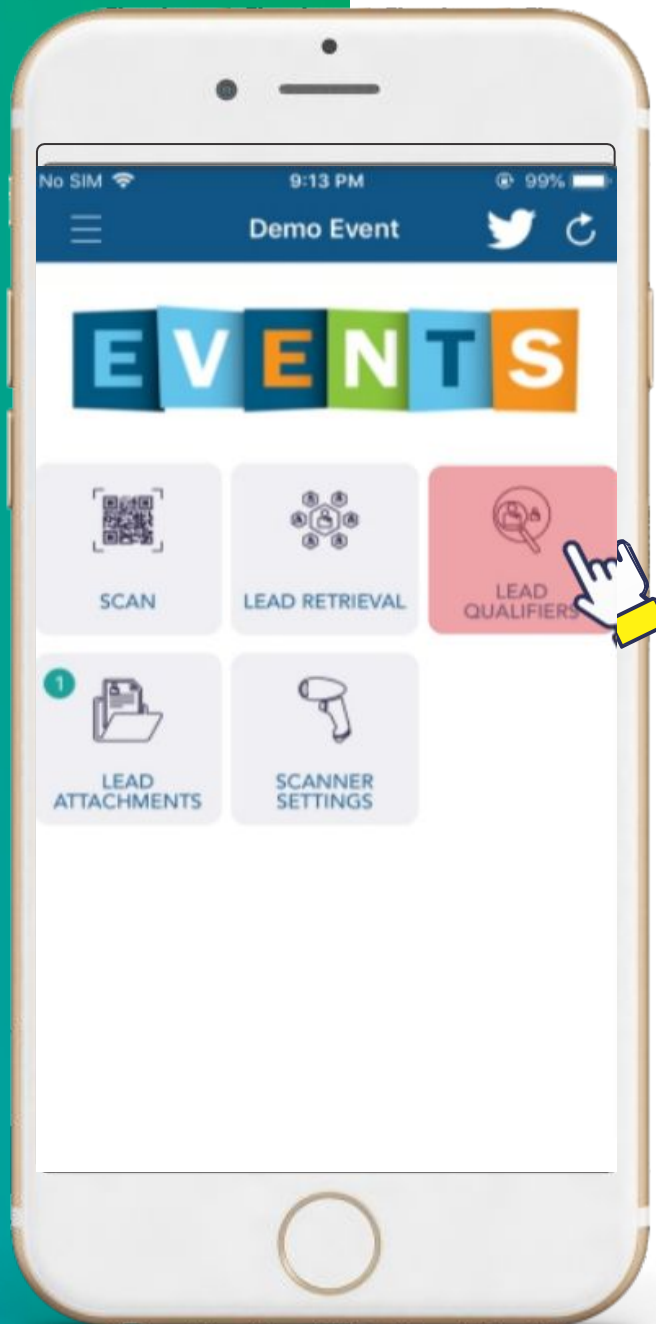 No SIM 9:13 PM 99%
Demo Event
EVENTS
SCAN
LEAD RETRIEVAL
LEAD
QUALIFIERS
1
LEAD
ATTACHMENTS
SCANNER
SETTINGS